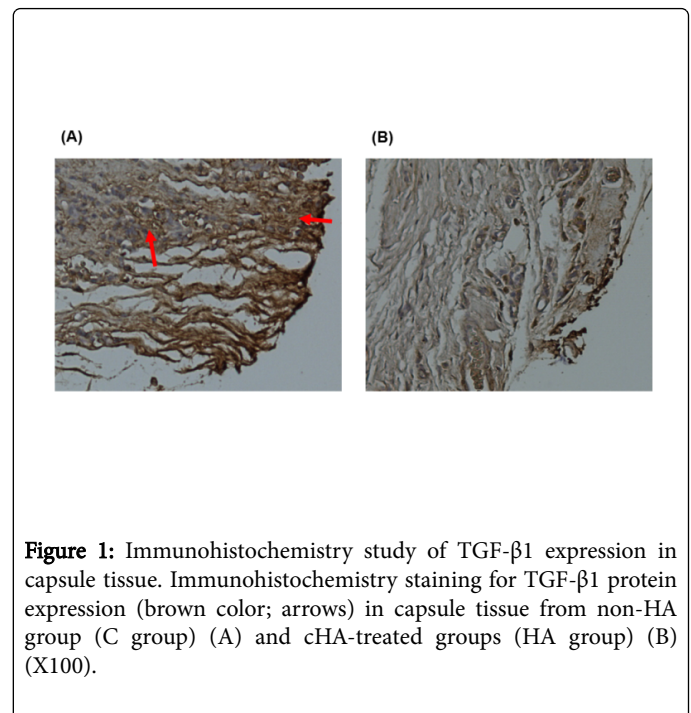 (A)
(B)
Figure 1: Immunohistochemistry study of TGF-β1 expression in
capsule tissue. Immunohistochemistry staining for TGF-β1 protein
expression (brown color; arrows) in capsule tissue from non-HA
group (C group) (A) and cHA-treated groups (HA group) (B)
(X100).